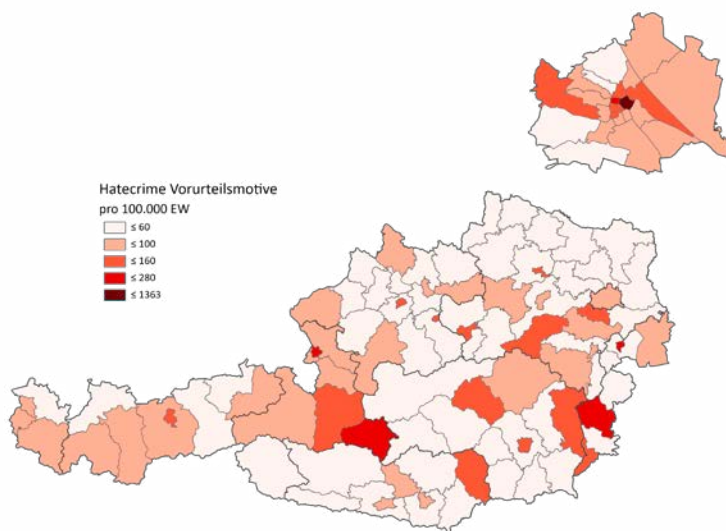 Hatecrime Vorurteilsmotive
pro 100.000 EW
≤ 60
≤ 100
≤ 160
≤ 280
≤ 1363